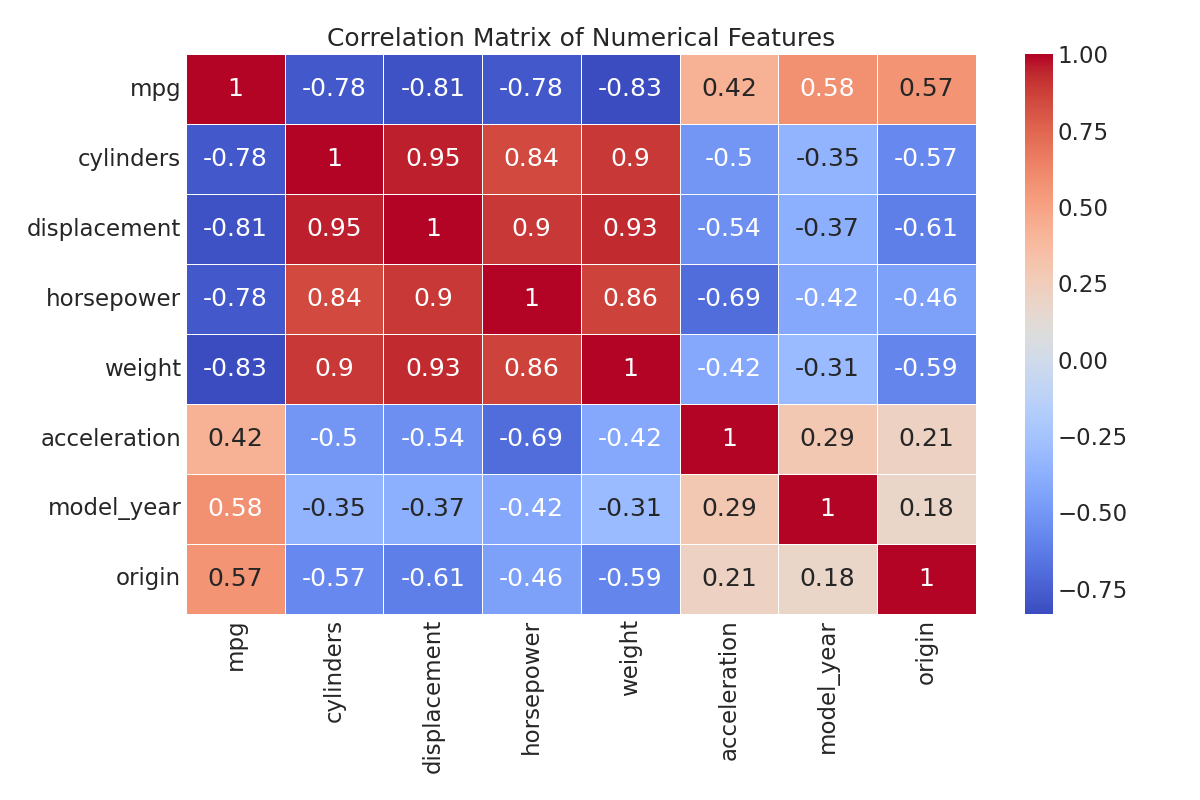 Correlation Matrix of Numerical Features
mpg 1 -0.78 -0.81 -0.78 -0.83 0.42 0.58 0.57
cylinders -0.78 1 0.95 0.84 0.9 -0.5 -0.35 -0.57
displacement -0.81 0.95 1 0.9 0.93 -0.54 -0.37 -0.61
horsepower -0.78 0.84 0.9 1 0.86 -0.69 -0.42 -0.46
weight -0.83 0.9 0.93 0.86 1 -0.42 -0.31 -0.59
acceleration 0.42 -0.5 -0.54 -0.69 -0.42 1 0.29 0.21
model_year 0.58 -0.35 -0.37 -0.42 -0.31 0.29 1 0.18
origin 0.57 -0.57 -0.61 -0.46 -0.59 0.21 0.18 1
mpg
cylinders
displacement
horsepower
weight
acceleration
model_year
origin
1.00
0.75
0.50
0.25
0.00
−0.25
−0.50
−0.75